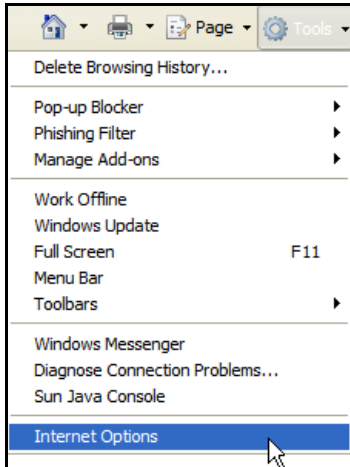 Page Tools
Delete Browsing History...
Pop-up Blocker
Phishing Filter
Manage Add-ons
Work Offline
Windows Update
Full Screen F11
Menu Bar
Toolbars
Windows Messenger
Diagnose Connection Problems...
Sun Java Console
Internet Options